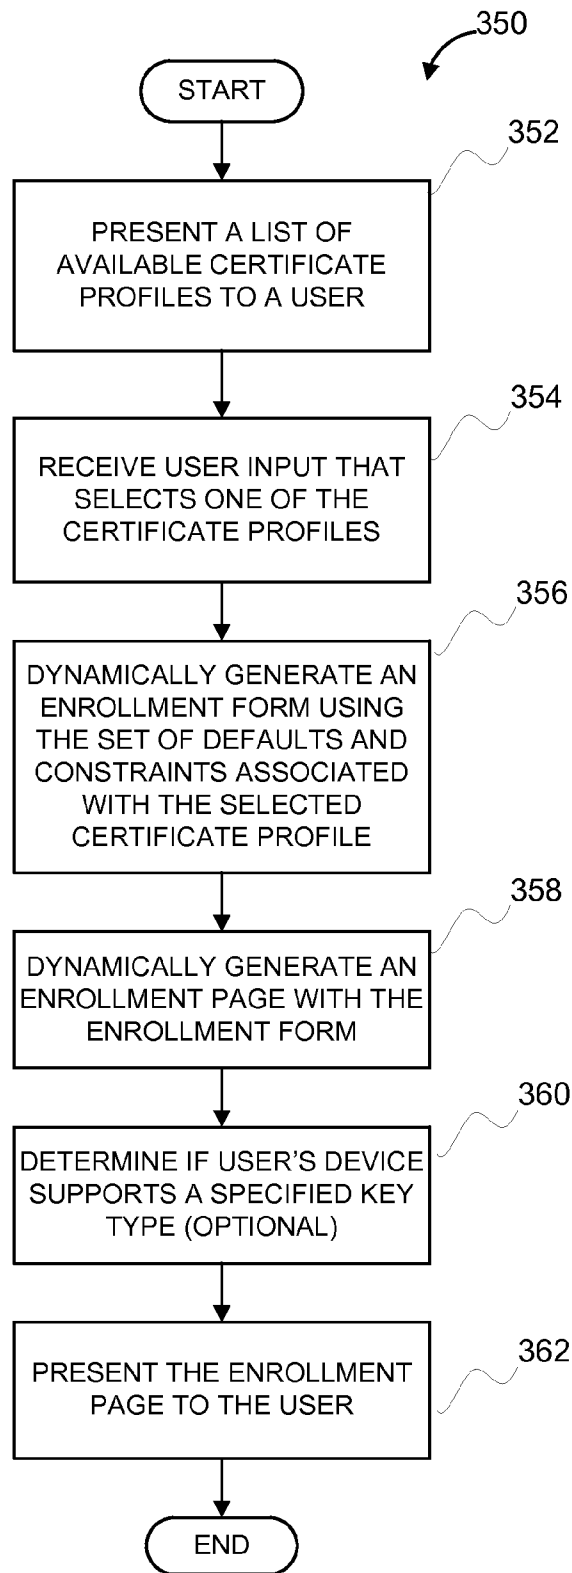 350
START
352
PRESENT A LIST OF
AVAILABLE CERTIFICATE
PROFILES TO A USER
354
RECEIVE USER INPUT THAT
SELECTS ONE OF THE
CERTIFICATE PROFILES
356
DYNAMICALLY GENERATE AN
ENROLLMENT FORM USING
THE SET OF DEFAULTS AND
CONSTRAINTS ASSOCIATED
WITH THE SELECTED
CERTIFICATE PROFILE
358
DYNAMICALLY GENERATE AN
ENROLLMENT PAGE WITH THE
ENROLLMENT FORM
360
DETERMINE IF USER'S DEVICE
SUPPORTS A SPECIFIED KEY
TYPE (OPTIONAL)
362
PRESENT THE ENROLLMENT
PAGE TO THE USER
END